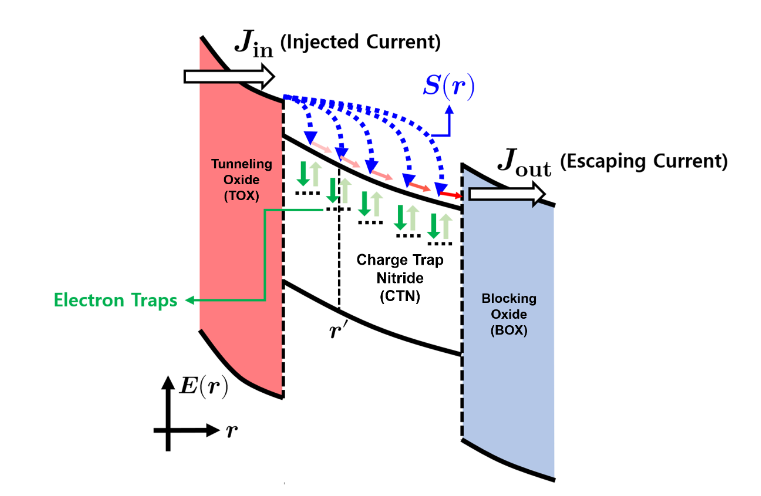 J_in (Injected Current)
S(r)
J_out (Escaping Current)
Tunneling
Oxide
(TOX)
Charge Trap
Nitride
(CTN)
Electron Traps
Blocking
Oxide
(BOX)
r′
E(r)
r